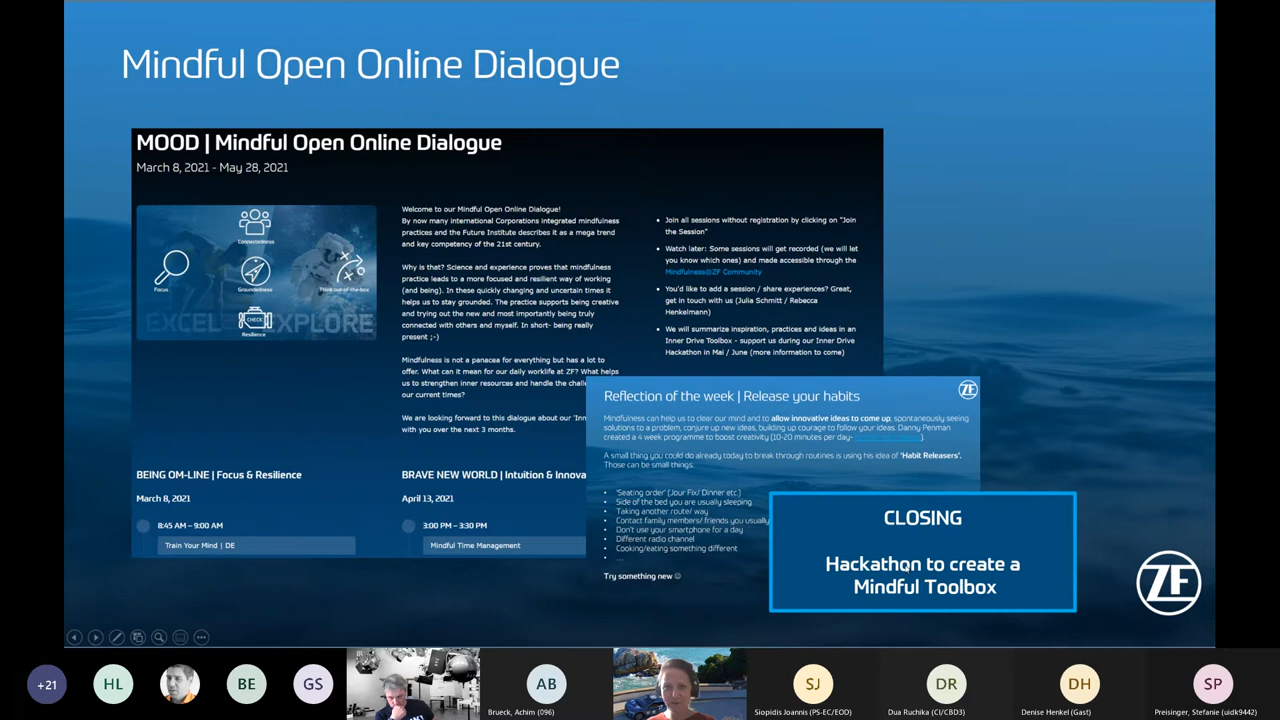 Mindful Open Online Dialogue
MOOD | Mindful Open Online Dialogue
March 8, 2021 - May 28, 2021
Connectedness
Focus
Groundedness
Think out-of-the-box
EXCEL
EXPLORE
CHECK
Resilience
Welcome to our Mindful Open Online Dialogue!
By now many international Corporations integrated mindfulness
practices and the Future Institute describes it as a mega trend
and key competency of the 21st century.
Why is that? Science and experience proves that mindfulness
practice leads to a more focused and resilient way of working
(and being). In these quickly changing and uncertain times it
helps us to stay grounded. The practice supports being creative
and trying out the new and most importantly being truly
connected with others and myself. In short- being really
present ;-)
Mindfulness is not a panacea for everything but has a lot to
offer. What can it mean for our daily worklife at ZF? What helps
us to strengthen inner resources and handle the challe
our current times?
We are looking forward to this dialogue about our 'Inn
with you over the next 3 months.
• Join all sessions without registration by clicking on "Join
the Session"
• Watch later: Some sessions will get recorded (we will let
you know which ones) and made accessible through the
Mindfulness@ZF Community
• You'd like to add a session / share experiences? Great,
get in touch with us (Julia Schmitt / Rebecca
Henkelmann)
• We will summarize inspiration, practices and ideas in an
Inner Drive Toolbox - support us during our Inner Drive
Hackathon in Mai / June (more information to come)
BEING OM-LINE | Focus & Resilience
March 8, 2021
8:45 AM – 9:00 AM
Train Your Mind | DE
BRAVE NEW WORLD | Intuition & Innova
April 13, 2021
3:00 PM – 3:30 PM
Mindful Time Management
Reflection of the week | Release your habits
ZF
Mindfulness can help us to clear our mind and to allow innovative ideas to come up, spontaneously seeing
solutions to a problem, conjure up new ideas, building up courage to follow your ideas. Danny Penman
created a 4 week programme to boost creativity (10-20 minutes per day-
A small thing you could do already today to break through routines is using his idea of 'Habit Releasers'.
Those can be small things:
• 'Seating order' (Jour Fix/ Dinner etc.)
• Side of the bed you are usually sleeping
• Taking another route/ way
• Contact family members/ friends you usually
• Don't use your smartphone for a day
• Different radio channel
• Cooking/eating something different
• ...
Try something new ☺
CLOSING
Hackathon to create a
Mindful Toolbox
ZF
+21
HL
BE
GS
AB
Brueck, Achim (096)
SJ
Siopidis Joannis (PS-EC/EOD)
DR
Dua Ruchika (CI/CBD3)
DH
Denise Henkel (Gast)
SP
Preisinger, Stefanie (uidk9442)